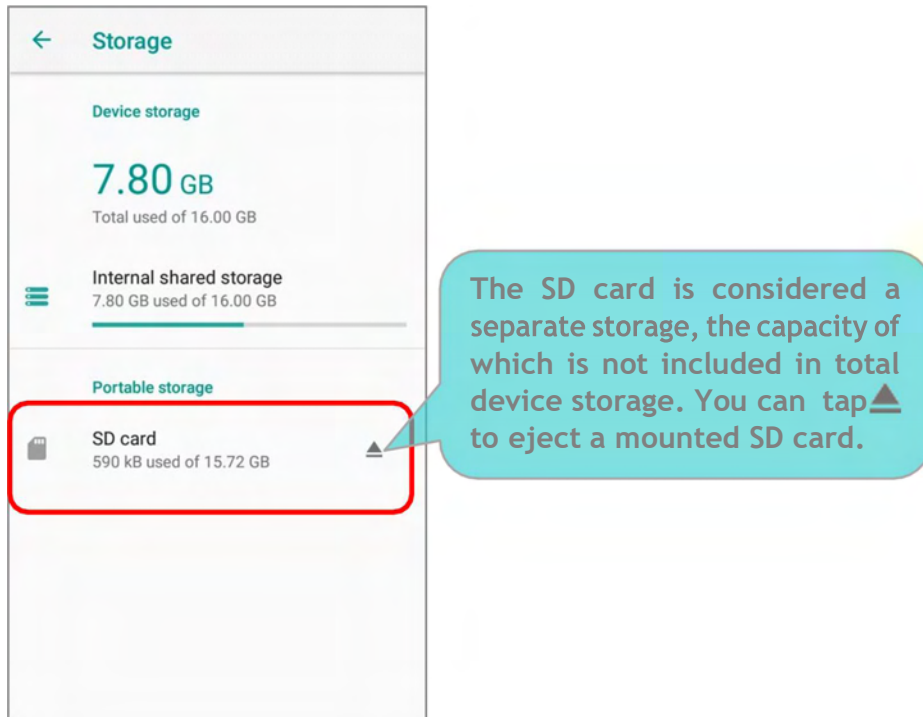 Storage
Device storage
7.80 GB
Total used of 16.00 GB
Internal shared storage
7.80 GB used of 16.00 GB
Portable storage
SD card
590 kB used of 15.72 GB
The SD card is considered a
separate storage, the capacity of
which is not included in total
device storage. You can tap
to eject a mounted SD card.